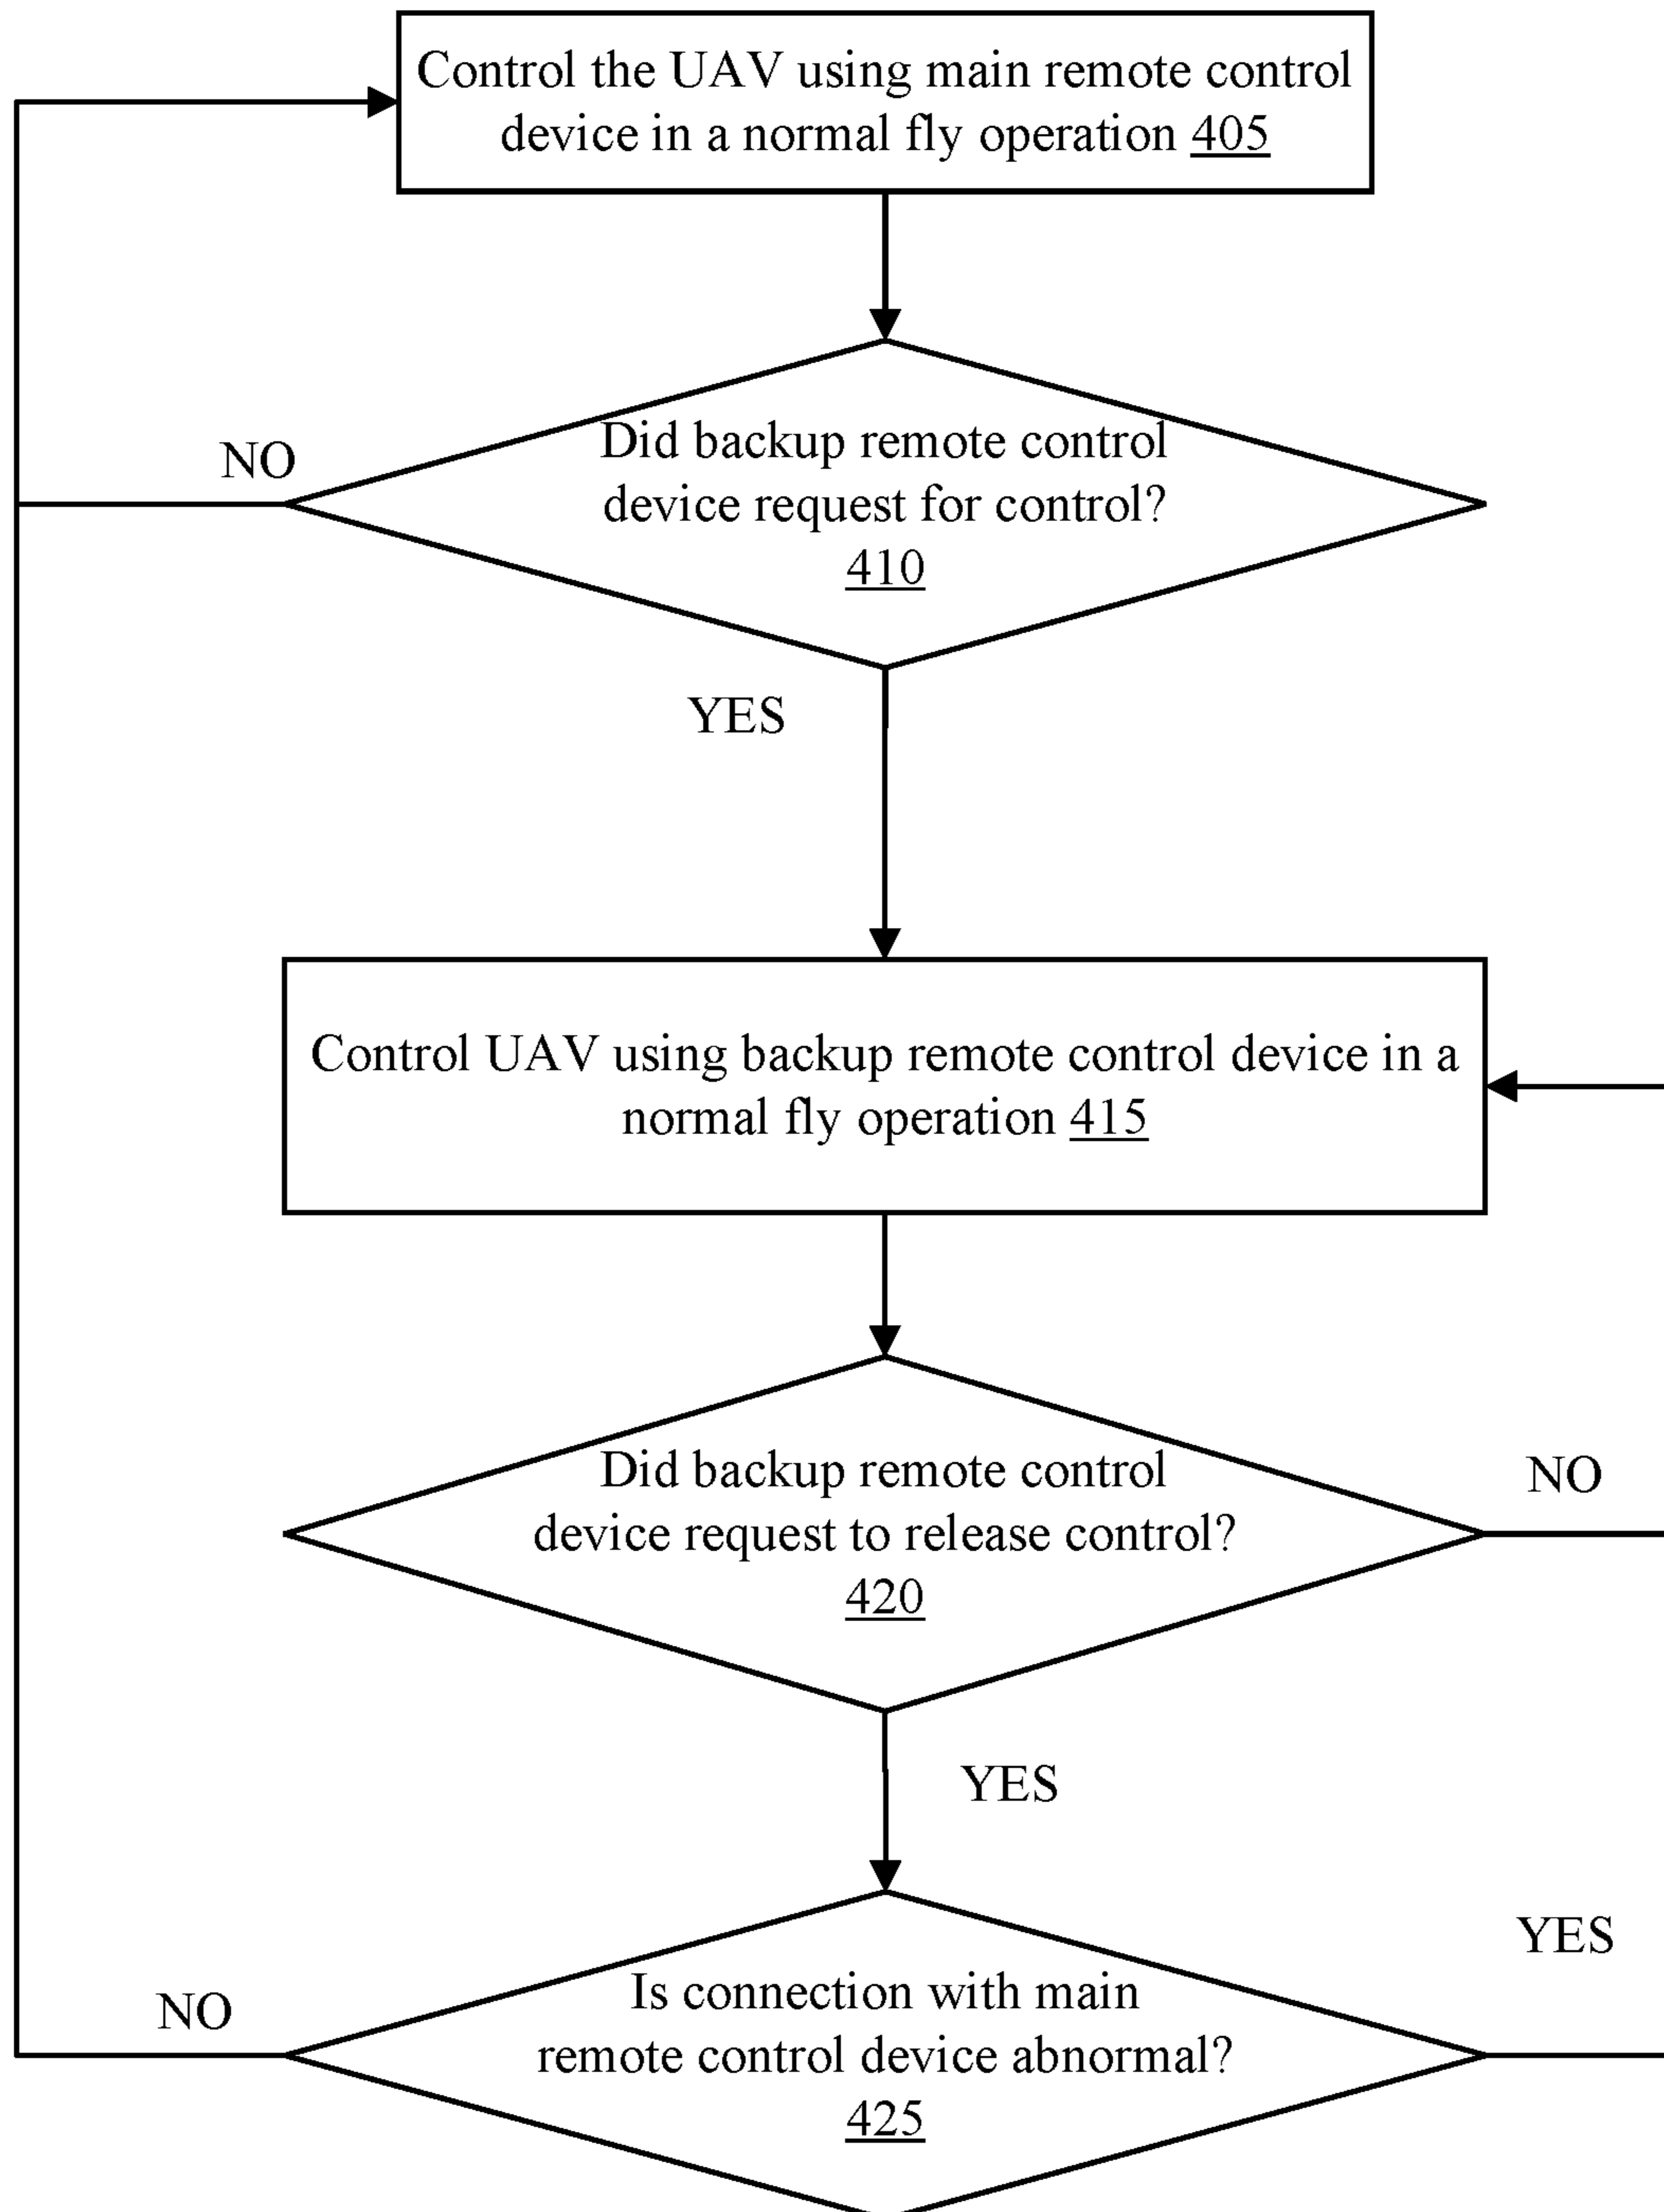 Control the UAV using main remote control
device in a normal fly operation 405
NO
Did backup remote control
device request for control?
410
YES
Control UAV using backup remote control device in a
normal fly operation 415
Did backup remote control
device request to release control?
420
NO
YES
YES
Is connection with main
remote control device abnormal?
425
NO